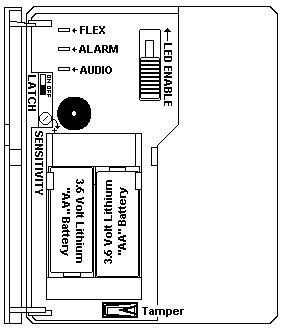 FLEX
ALARM
AUDIO
LED ENABLE
ON OFF
LATCH
SENSITIVITY
3.6 Volt Lithium
"AA" Battery
3.6 Volt Lithium
"AA" Battery
Tamper